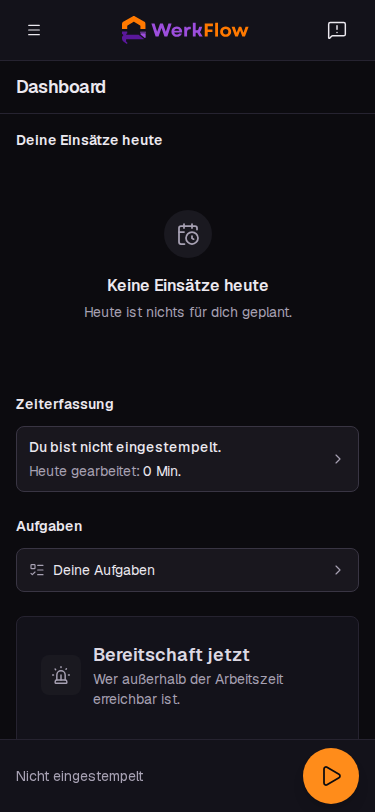 WerkFlow
Dashboard
Deine Einsätze heute
Keine Einsätze heute
Heute ist nichts für dich geplant.
Zeiterfassung
Du bist nicht eingestempelt.
Heute gearbeitet: 0 Min.
Aufgaben
Deine Aufgaben
Bereitschaft jetzt
Wer außerhalb der Arbeitszeit
erreichbar ist.
Nicht eingestempelt